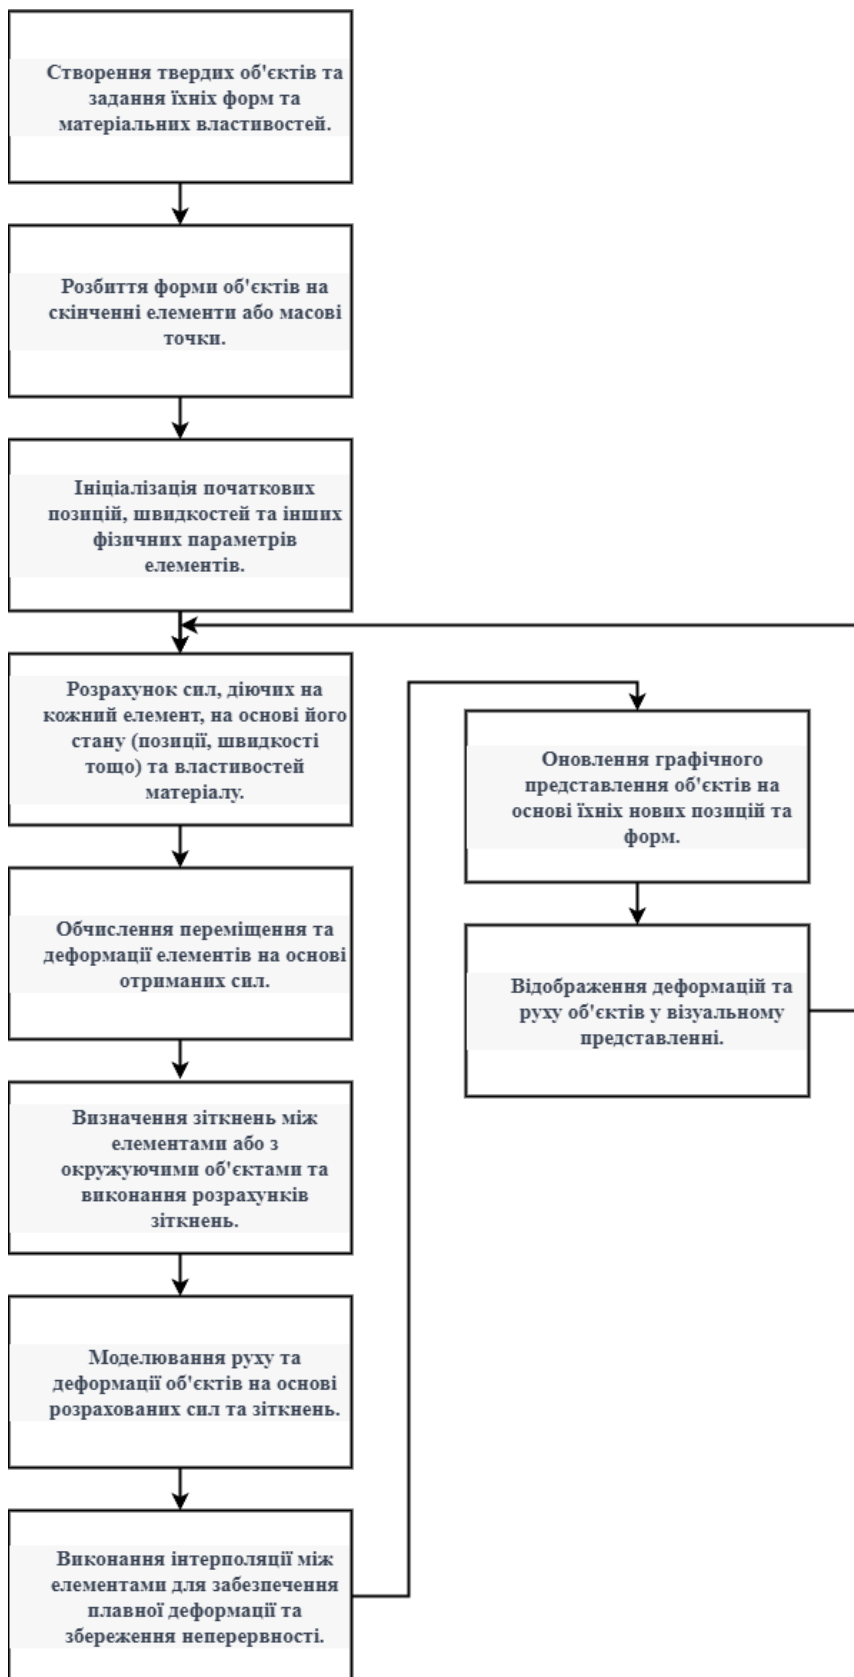 Створення твердих об'єктів та
задання їхніх форм та
матеріальних властивостей.
Розбиття форми об'єктів на
скінченні елементи або масові
точки.
Ініціалізація початкових
позицій, швидкостей та інших
фізичних параметрів
елементів.
Розрахунок сил, діючих на
кожний елемент, на основі його
стану (позиції, швидкості
тощо) та властивостей
матеріалу.
Обчислення переміщення та
деформації елементів на основі
отриманих сил.
Визначення зіткнень між
елементами або з
окружуючими об'єктами та
виконання розрахунків
зіткнень.
Моделювання руху та
деформації об'єктів на основі
розрахованих сил та зіткнень.
Виконання інтерполяції між
елементами для забезпечення
плавної деформації та
збереження неперервності.
Оновлення графічного
представлення об'єктів на
основі їхніх нових позицій та
форм.
Відображення деформацій та
руху об'єктів у візуальному
представленні.